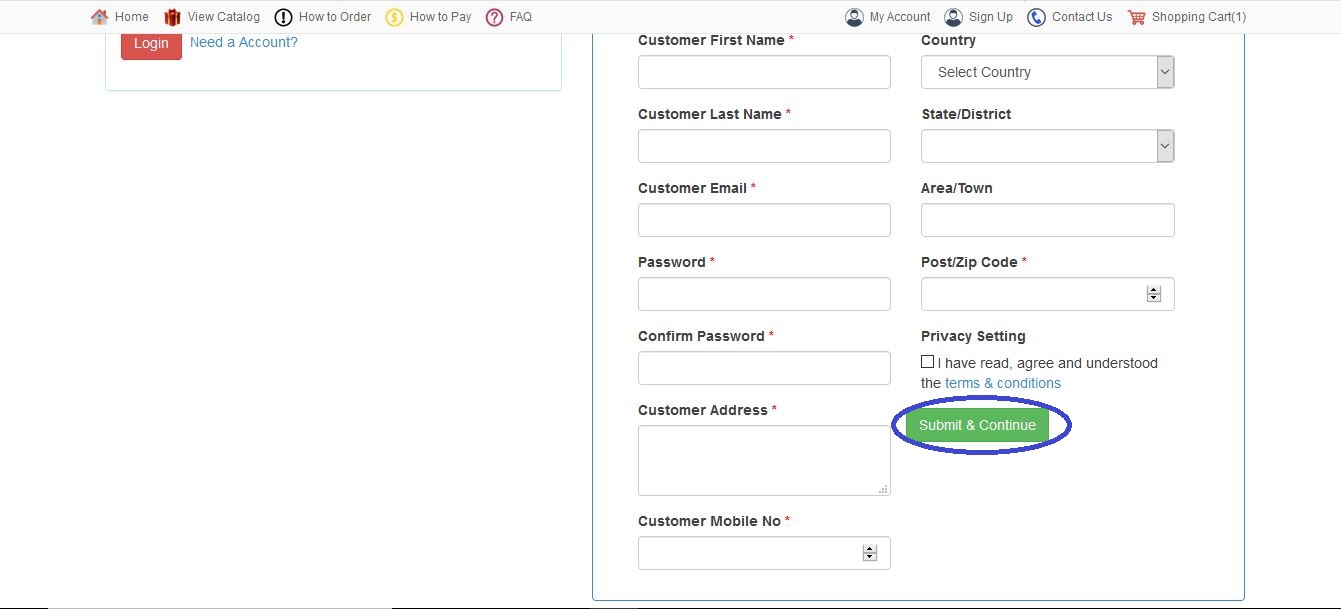 Home View Catalog How to Order How to Pay FAQ My Account Sign Up Contact Us Shopping Cart(1)
Login Need a Account?
Customer First Name *
Customer Last Name *
Customer Email *
Password *
Confirm Password *
Customer Address *
Customer Mobile No *
Country
Select Country
State/District
Area/Town
Post/Zip Code *
Privacy Setting
I have read, agree and understood
the terms & conditions
Submit & Continue